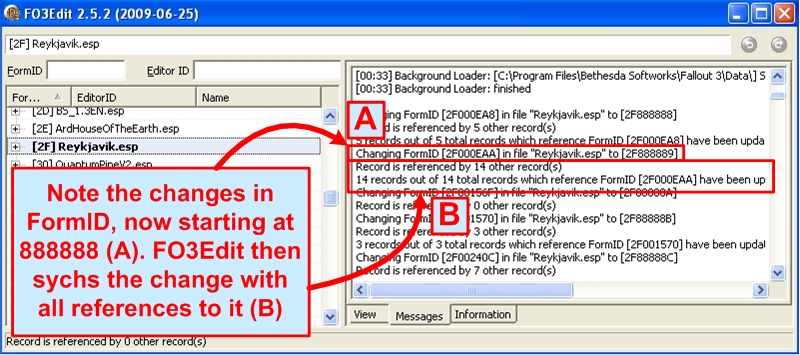 FO3Edit 2.5.2 (2009-06-25)
[2F] Reykjavik.esp
FormID
Editor ID
For...
EditorID
Name
[2D] BS_1.3EN.esp
[2E] ArdHouseOfTheEarth.esp
[2F] Reykjavik.esp
[30] QuantumPineV2.esp
Note the changes in
FormID, now starting at
888888 (A). FO3Edit then
sychs the change with
all references to it (B)
[00:33] Background Loader: [C:\Program Files\Bethesda Softworks\Fallout 3\Data\] S
[00:33] Background Loader: finished
A
ging FormID [2F000EA8] in file "Reykjavik.esp" to [2F888888]
ord is referenced by 5 other record(s)
5 records out of 5 total records which reference FormID [2F000EA8] have been upda
Changing FormID [2F000EAA] in file "Reykjavik.esp" to [2F888889]
Record is referenced by 14 other record(s)
14 records out of 14 total records which reference FormID [2F000EAA] have been up
Changing FormID [2F00156F] in file "Reykjavik.esp" to [2F88888A]
Record is referenced by 0 other record(s)
B
Changing FormID [2F001570] in file "Reykjavik.esp" to [2F88888B]
Record is referenced by 3 other record(s)
3 records out of 3 total records which reference FormID [2F001570] have been updat
Changing FormID [2F00240C] in file "Reykjavik.esp" to [2F88888C]
Record is referenced by 7 other record(s)
View
Messages
Information
Record is referenced by 0 other record(s)